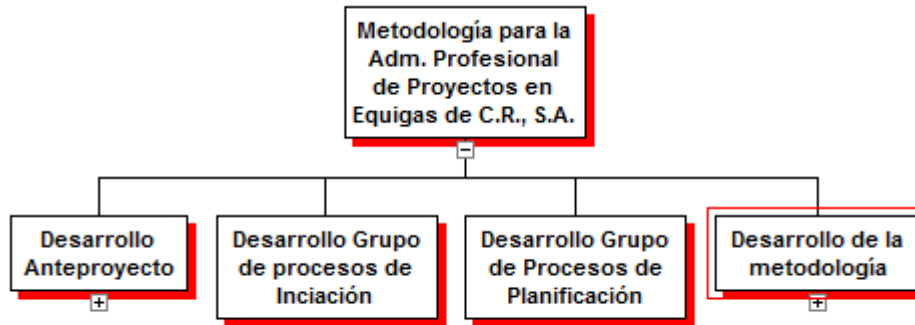 Metodología para la
Adm. Profesional
de Proyectos en
Equigas de C.R., S.A.
Desarrollo
Anteproyecto
Desarrollo Grupo
de procesos de
Inciación
Desarrollo Grupo
de Procesos de
Planificación
Desarrollo de la
metodología